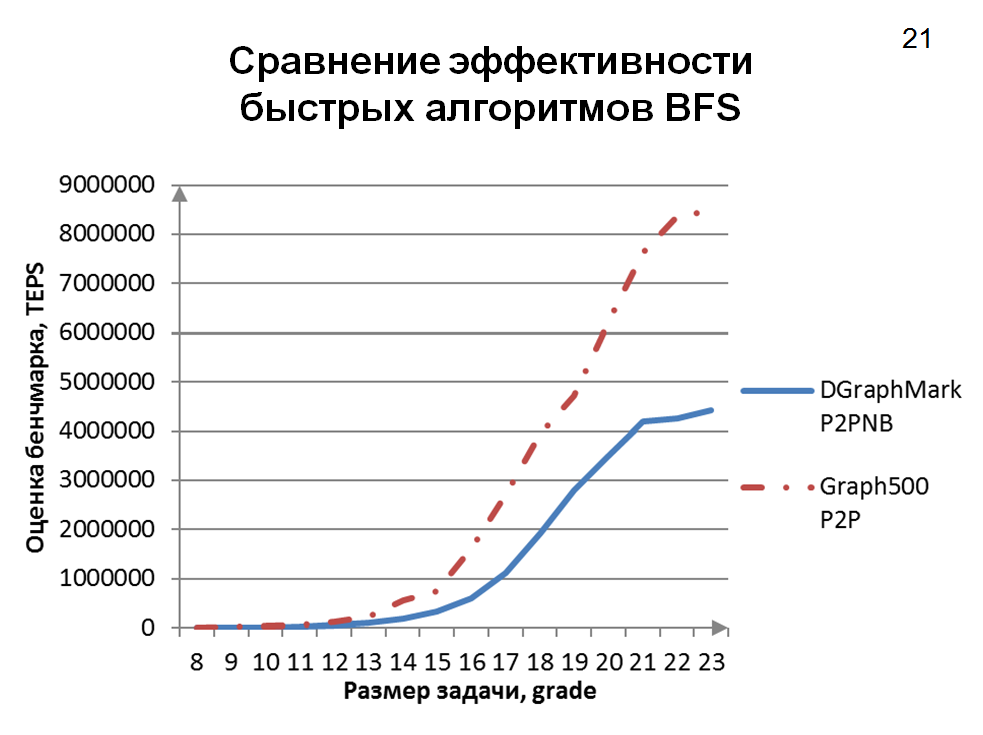 21
Сравнение эффективности
быстрых алгоритмов BFS
9000000
8000000
7000000
6000000
5000000
4000000
3000000
2000000
1000000
0
Оценка бенчмарка, TEPS
8 9 10 11 12 13 14 15 16 17 18 19 20 21 22 23
Размер задачи, grade
DGraphMark
P2PNB
Graph500
P2P